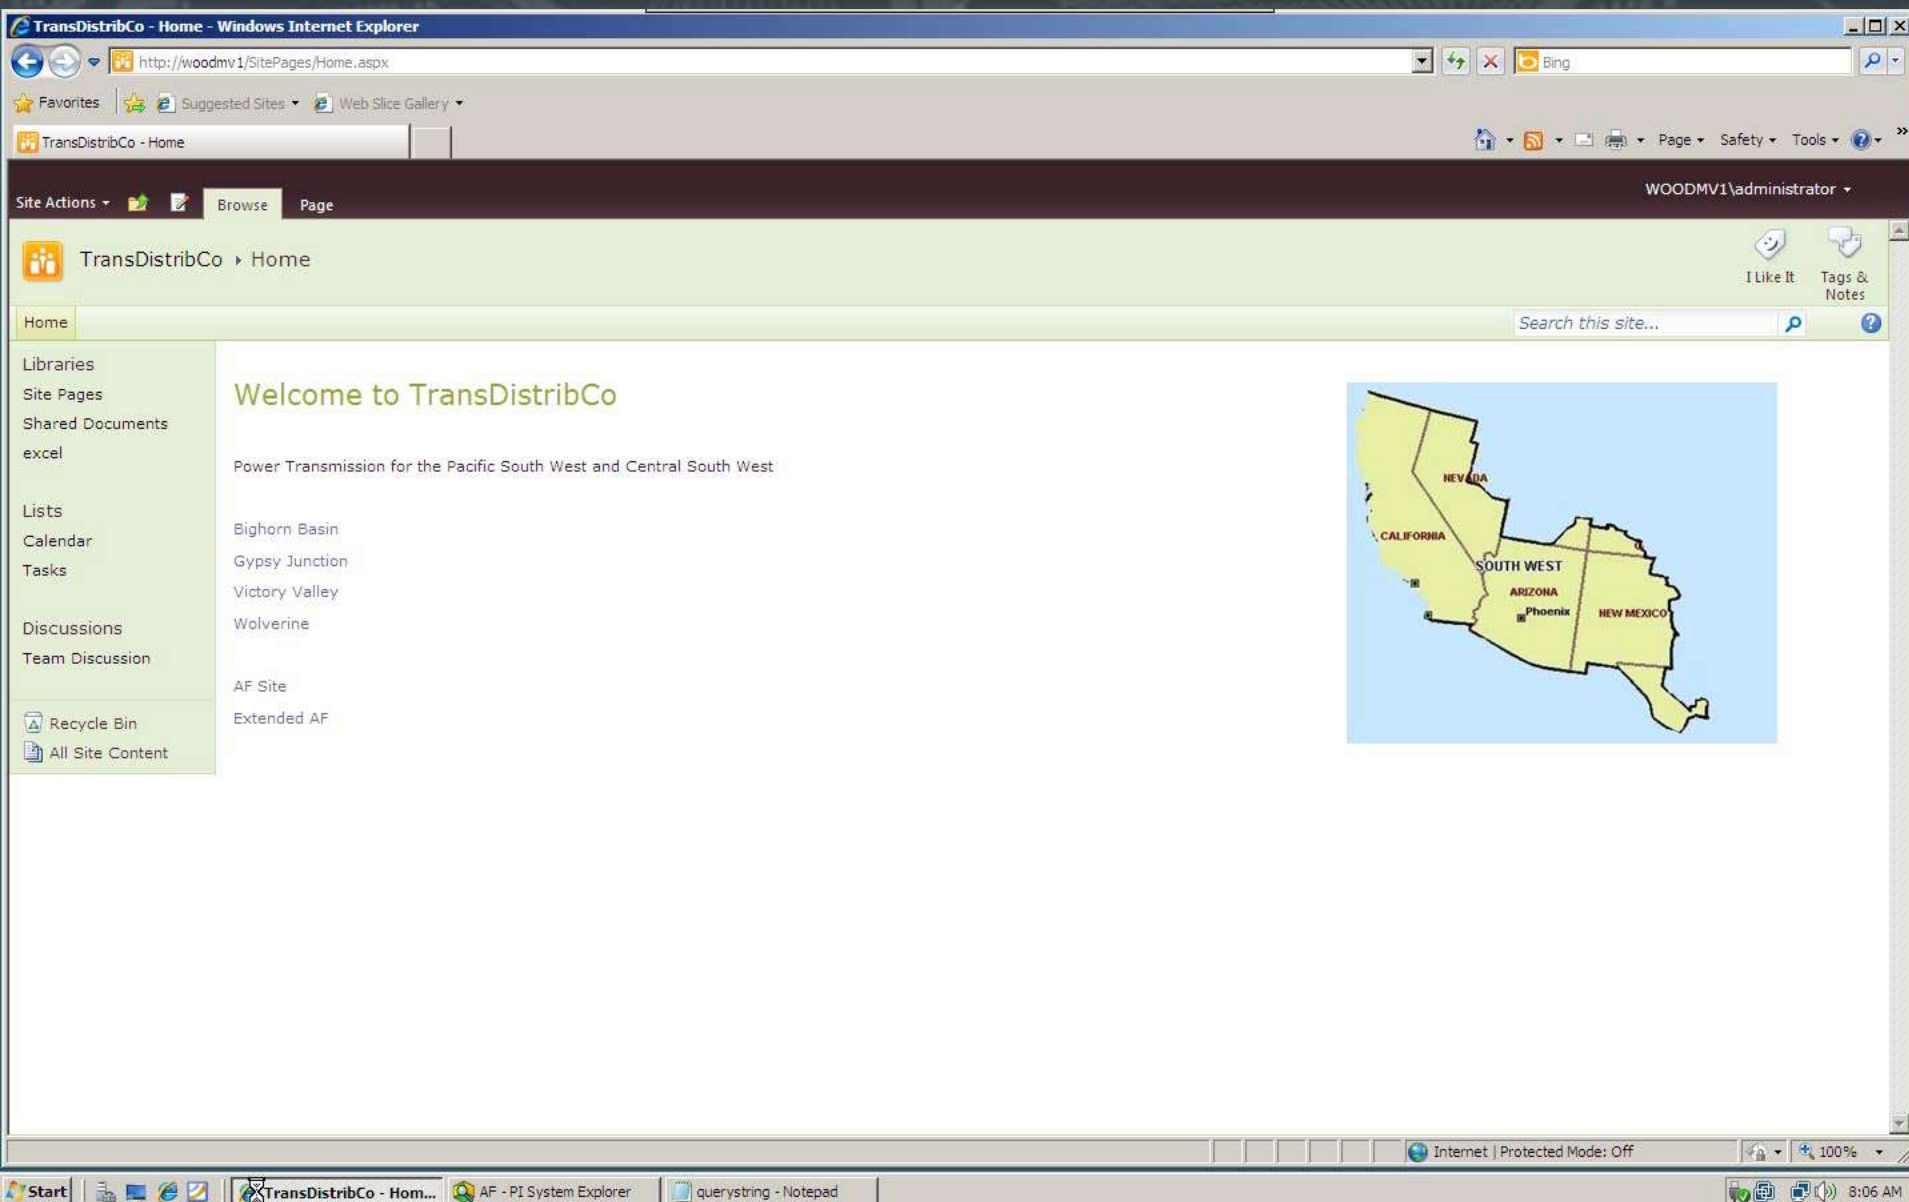 TransDistribCo - Home - Windows Internet Explorer
http://woodmv1/SitePages/Home.aspx
Bing
Favorites
Suggested Sites
Web Slice Gallery
TransDistribCo - Home
Page
Safety
Tools
WOODMV1\administrator
Site Actions
Browse
Page
TransDistribCo
Home
I Like It
Tags &
Notes
Home
Search this site...
Libraries
Site Pages
Shared Documents
excel
Lists
Calendar
Tasks
Discussions
Team Discussion
Recycle Bin
All Site Content
Welcome to TransDistribCo
Power Transmission for the Pacific South West and Central South West
Bighorn Basin
Gypsy Junction
Victory Valley
Wolverine
AF Site
Extended AF
NEVADA
CALIFORNIA
SOUTH WEST
ARIZONA
Phoenix
NEW MEXICO
Internet | Protected Mode: Off
100%
Start
TransDistribCo - Hom...
AF - PI System Explorer
querystring - Notepad
8:06 AM